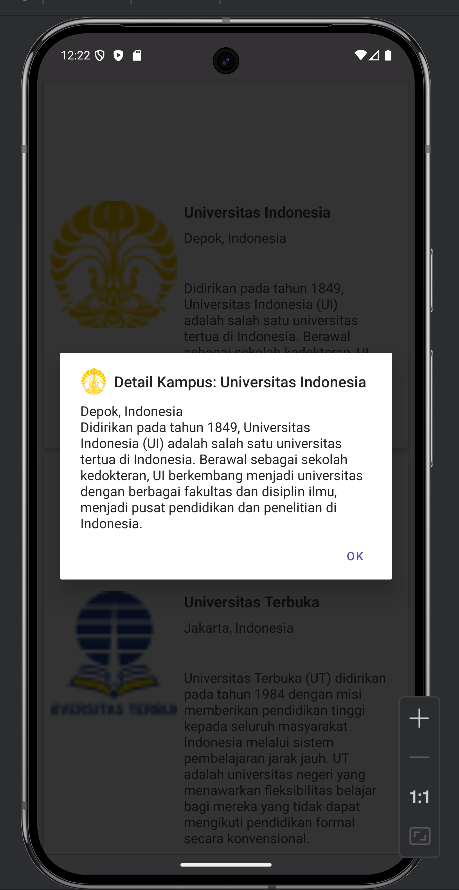 12:22
Universitas Indonesia
Depok, Indonesia
Didirikan pada tahun 1849,
Universitas Indonesia (UI)
adalah salah satu universitas
tertua di Indonesia. Berawal
sebagai sekolah kedokteran, UI
Detail Kampus: Universitas Indonesia
Depok, Indonesia
Didirikan pada tahun 1849, Universitas
Indonesia (UI) adalah salah satu universitas
tertua di Indonesia. Berawal sebagai sekolah
kedokteran, UI berkembang menjadi universitas
dengan berbagai fakultas dan disiplin ilmu,
menjadi pusat pendidikan dan penelitian di
Indonesia.
OK
UNIVERSITAS TERBUKA
Universitas Terbuka
Jakarta, Indonesia
Universitas Terbuka (UT) didirikan
pada tahun 1984 dengan misi
memberikan pendidikan tinggi
kepada seluruh masyarakat
Indonesia melalui sistem
pembelajaran jarak jauh. UT
adalah universitas negeri yang
menawarkan fleksibilitas belajar
bagi mereka yang tidak dapat
mengikuti pendidikan formal
secara konvensional.
1:1